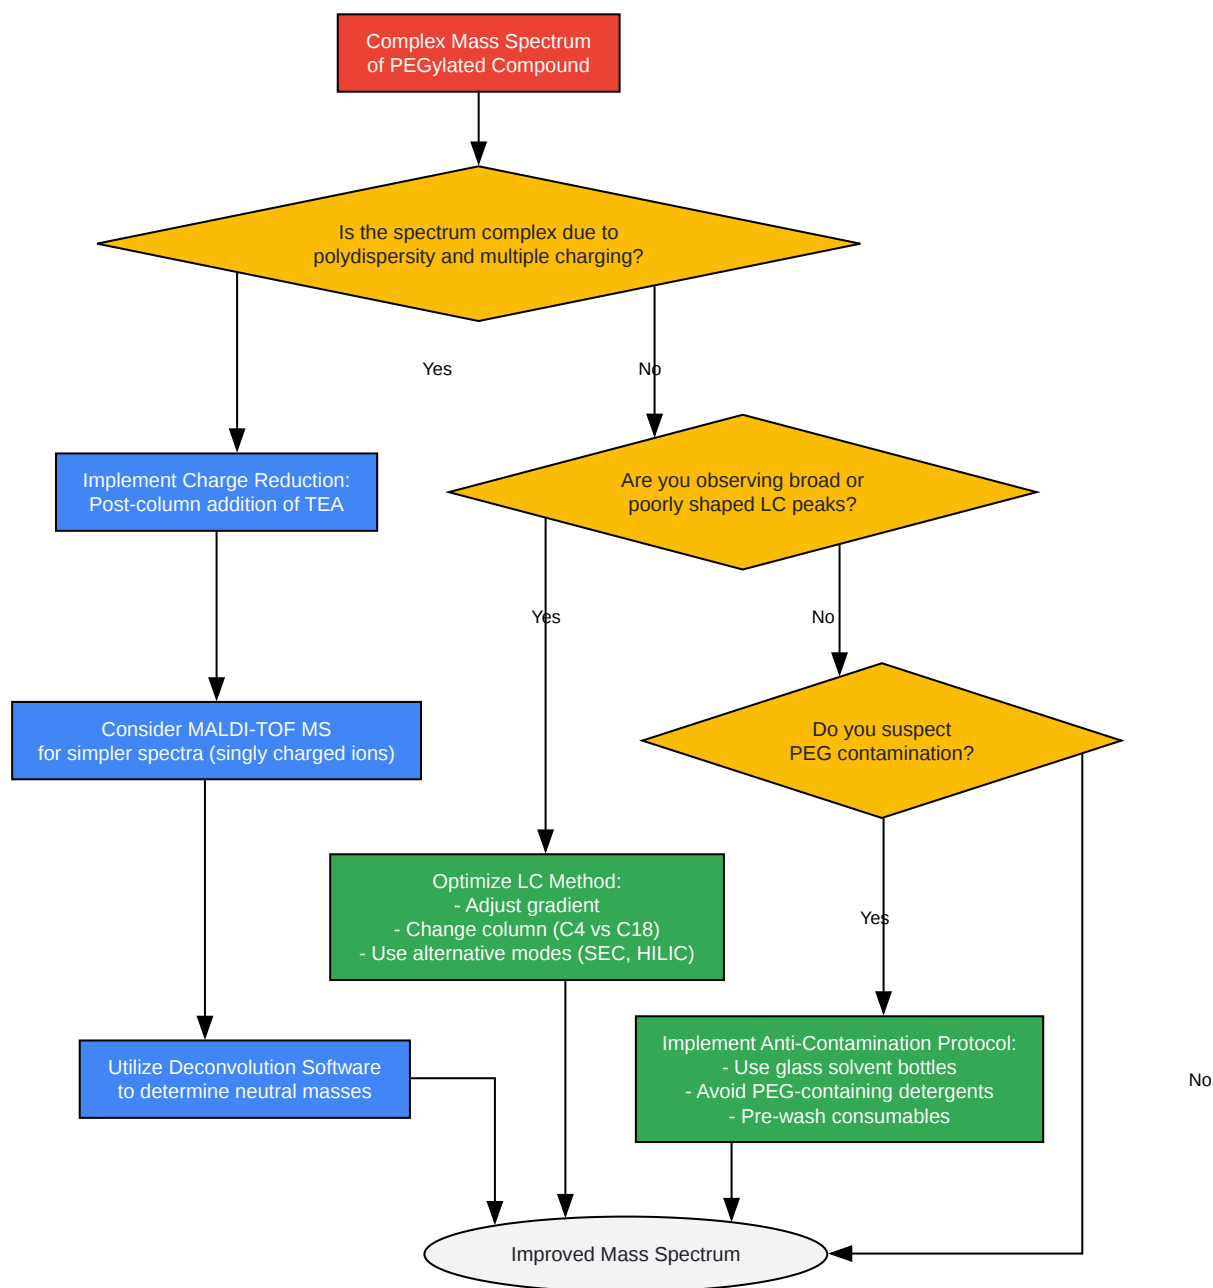 Complex Mass Spectrum
of PEGylated Compound
Is the spectrum complex due to
polydispersity and multiple charging?
Yes
No
Implement Charge Reduction:
Post-column addition of TEA
Are you observing broad or
poorly shaped LC peaks?
Yes
No
Consider MALDI-TOF MS
for simpler spectra (singly charged ions)
Do you suspect
PEG contamination?
Optimize LC Method:
- Adjust gradient
- Change column (C4 vs C18)
- Use alternative modes (SEC, HILIC)
Yes
Utilize Deconvolution Software
to determine neutral masses
Implement Anti-Contamination Protocol:
- Use glass solvent bottles
- Avoid PEG-containing detergents
- Pre-wash consumables
No
Improved Mass Spectrum